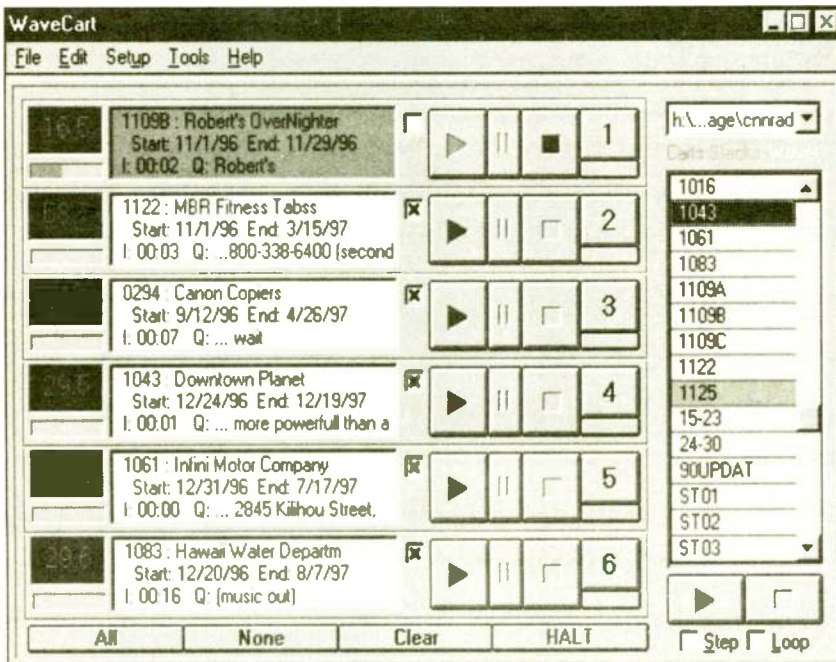 WaveCart
File Edit Setup Tools Help
1109B : Robert's OverNighter
Start: 11/1/96 End: 11/29/96
I: 00:02 Q: Robert's
1
1122 : MBR Fitness Tabss
Start: 11/1/96 End: 3/15/97
I: 00:03 Q: ...800-338-6400 (second
2
0294 : Canon Copiers
Start: 9/12/96 End: 4/26/97
I: 00:07 Q: ... wait
3
29.6
1043 : Downtown Planet
Start: 12/24/96 End: 12/19/97
I: 00:01 Q: ... more powerfull than a
4
1061 : Infini Motor Company
Start: 12/31/96 End: 7/17/97
I: 00:00 Q: ... 2845 Kilihou Street,
5
29.6
1083 : Hawaii Water Departm
Start: 12/20/96 End: 8/7/97
I: 00:16 Q: (music out)
6
All None Clear HALT
h:\...age\cnnrad
1016
1043
1061
1083
1109A
1109B
1109C
1122
1125
15-23
24-30
90UPDAT
ST01
ST02
ST03
Step Loop